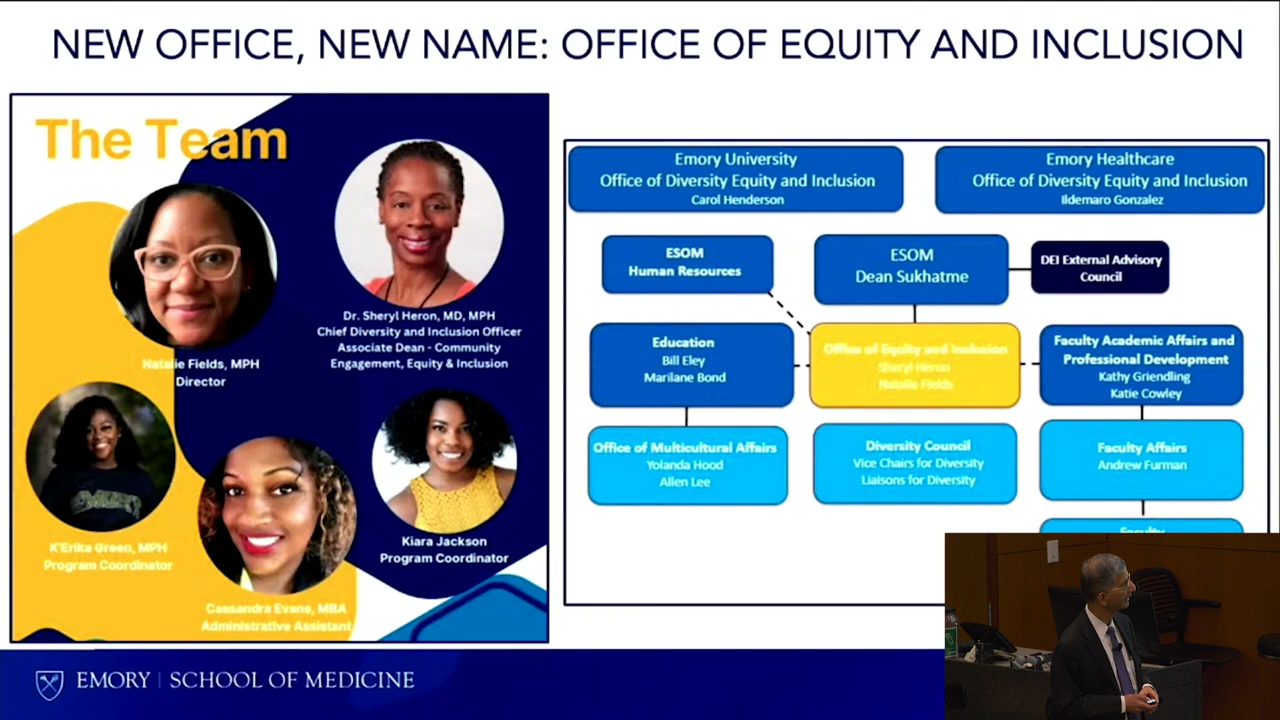 NEW OFFICE, NEW NAME: OFFICE OF EQUITY AND INCLUSION
The Team
Natalie Fields, MPH
Director
Dr. Sheryl Heron, MD, MPH
Chief Diversity and Inclusion Officer
Associate Dean - Community
Engagement, Equity & Inclusion
EMORY
K'Erika Green, MPH
Program Coordinator
Kiara Jackson
Program Coordinator
Cassandra Evans, MBA
Administrative Assistant
Emory University
Office of Diversity Equity and Inclusion
Carol Henderson
Emory Healthcare
Office of Diversity Equity and Inclusion
Ildemaro Gonzalez
ESOM
Human Resources
ESOM
Dean Sukhatme
DEI External Advisory
Council
Education
Bill Eley
Marilane Bond
Office of Equity and Inclusion
Sheryl Heron
Natalie Fields
Faculty Academic Affairs and
Professional Development
Kathy Griendling
Katie Cowley
Office of Multicultural Affairs
Yolanda Hood
Allen Lee
Diversity Council
Vice Chairs for Diversity
Liaisons for Diversity
Faculty Affairs
Andrew Furman
Faculty
EMORY | SCHOOL OF MEDICINE